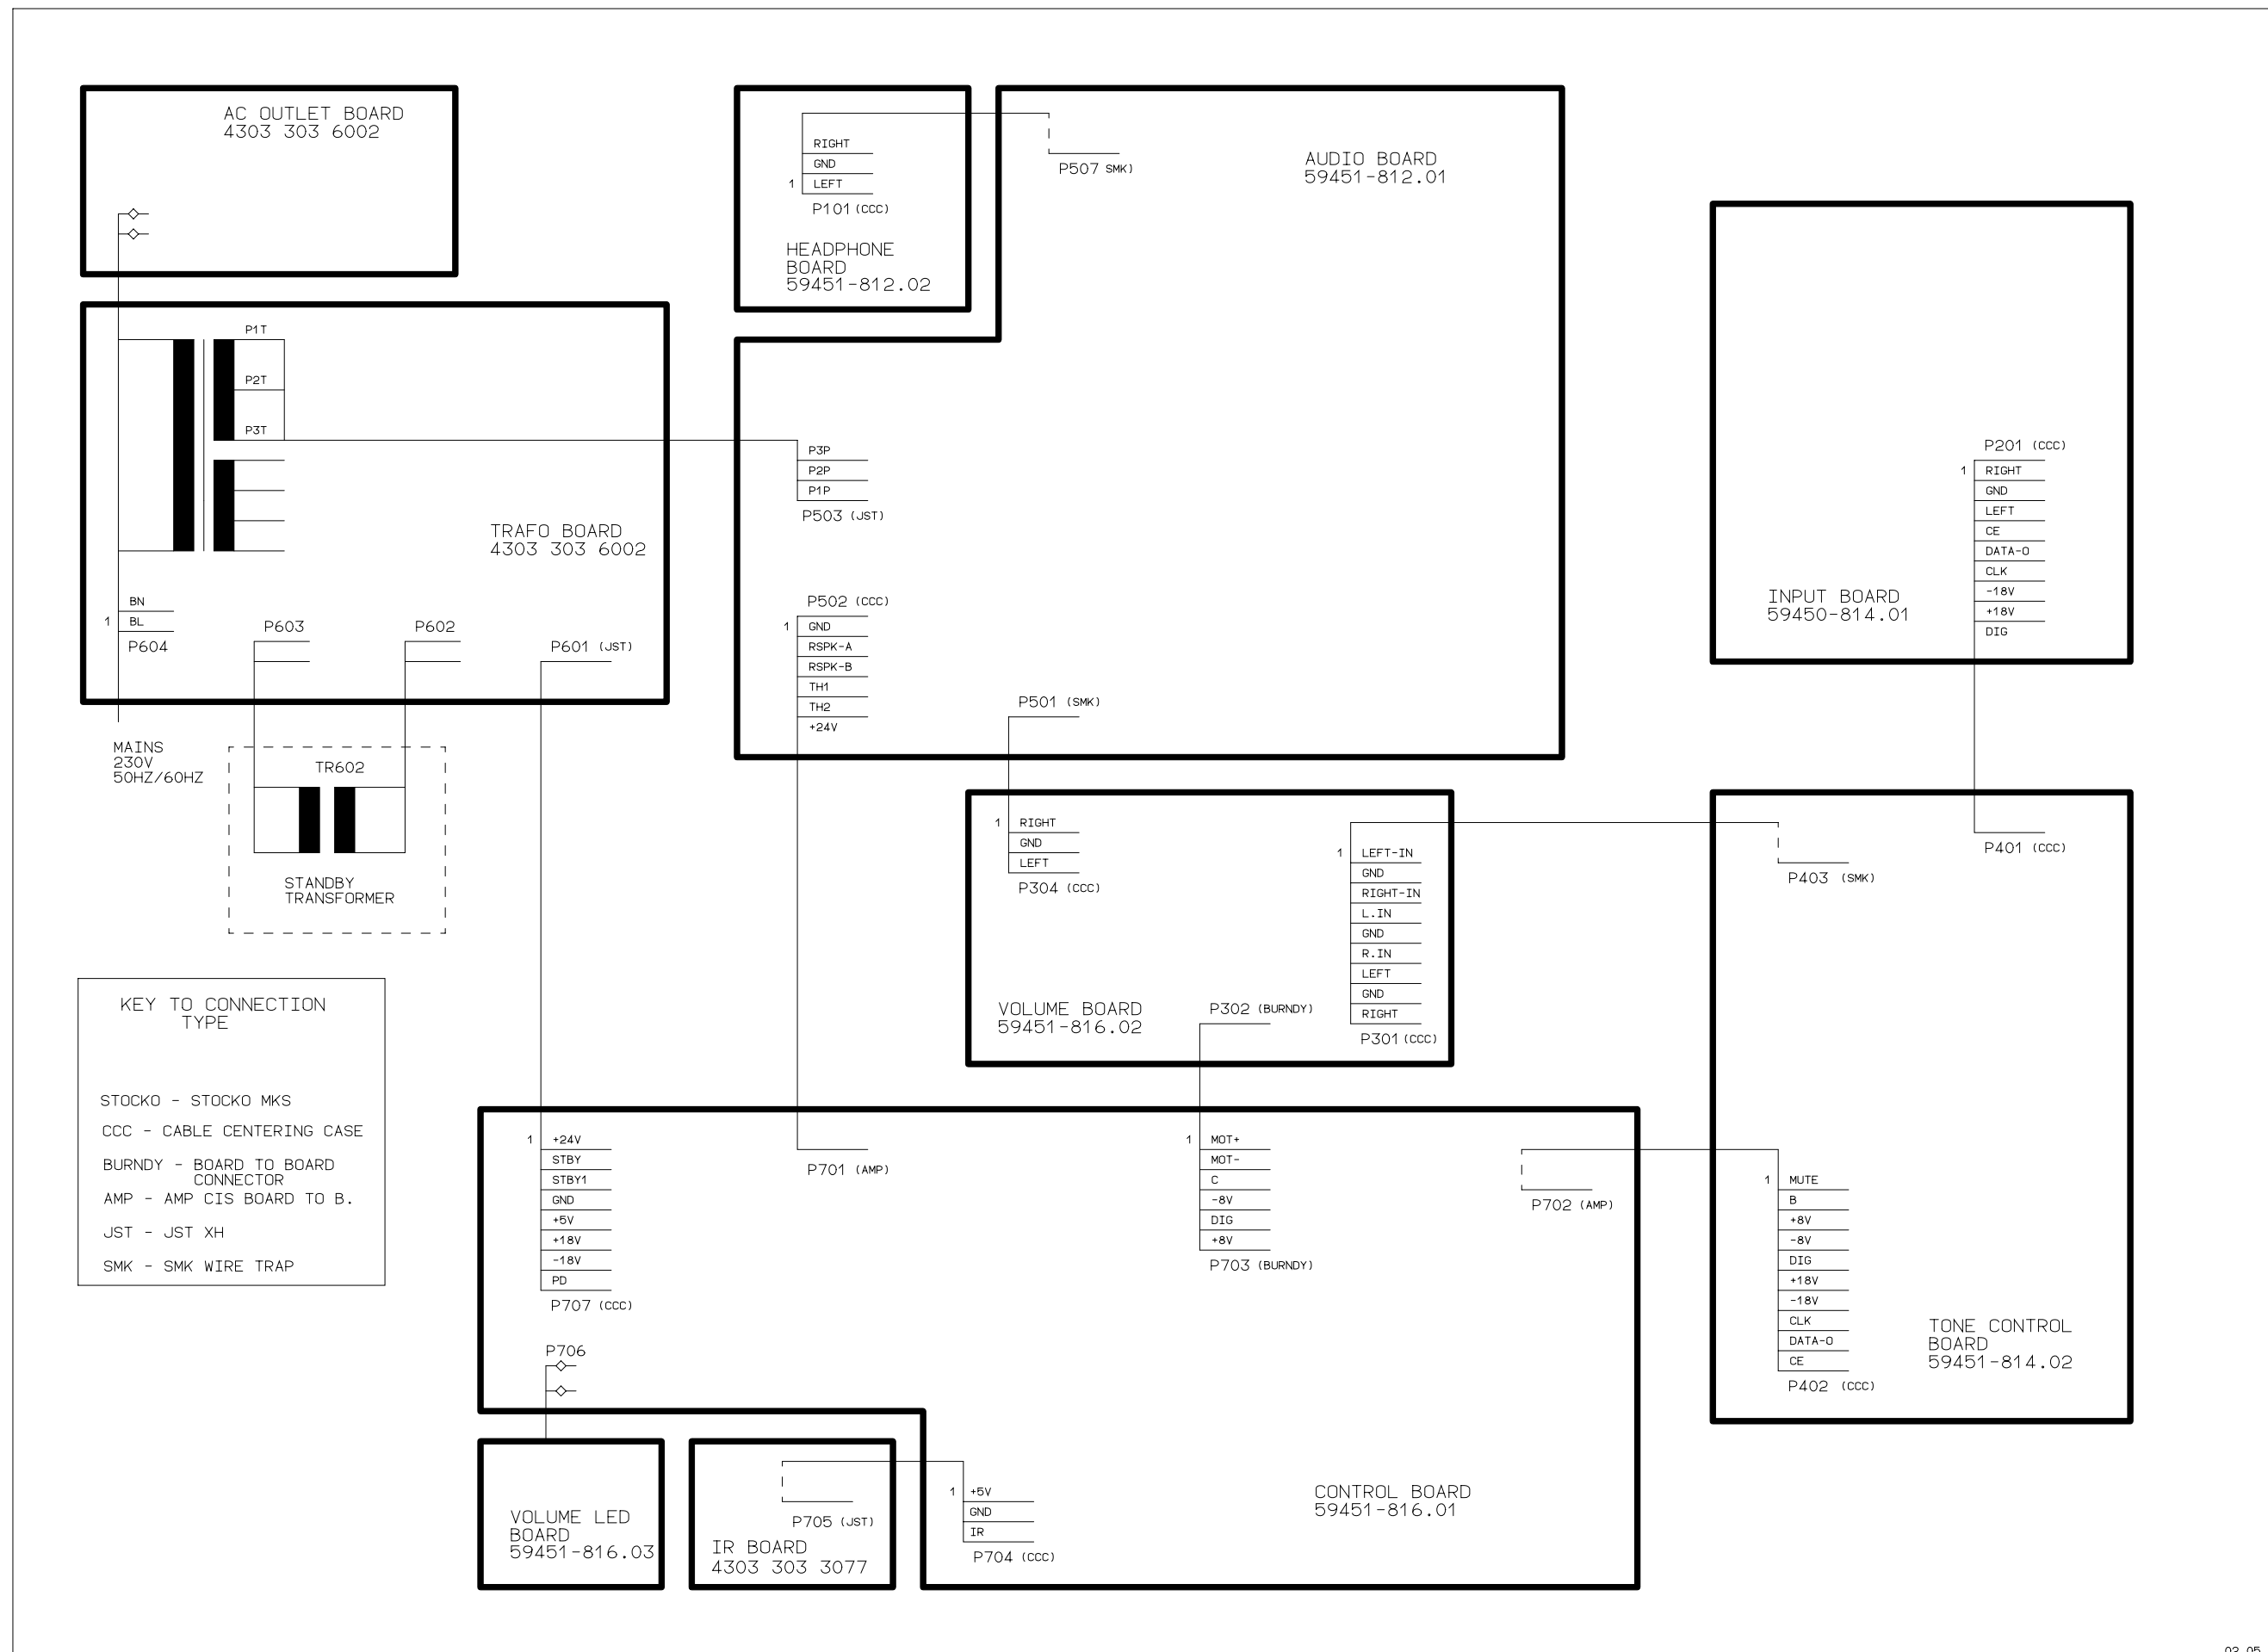 AC OUTLET BOARD
4303 303 6002
RIGHT
GND
1 LEFT
P101 (CCC)
HEADPHONE
BOARD
59451-812.02
P507 SMK)
AUDIO BOARD
59451-812.01
P1T
P2T
P3T
TRAFO BOARD
4303 303 6002
BN
1 BL
P604
P603
P602
P601 (JST)
P3P
P2P
P1P
P503 (JST)
P502 (CCC)
1 GND
RSPK-A
RSPK-B
TH1
TH2
+24V
P501 (SMK)
P201 (CCC)
1 RIGHT
GND
LEFT
CE
DATA-O
CLK
-18V
+18V
DIG
INPUT BOARD
59450-814.01
MAINS
230V
50HZ/60HZ
TR602
STANDBY
TRANSFORMER
1 RIGHT
GND
LEFT
P304 (CCC)
1 LEFT-IN
GND
RIGHT-IN
L.IN
GND
R.IN
LEFT
GND
RIGHT
P301 (CCC)
VOLUME BOARD
59451-816.02
P302 (BURNDY)
P403 (SMK)
P401 (CCC)
KEY TO CONNECTION
TYPE
STOCKO - STOCKO MKS
CCC - CABLE CENTERING CASE
BURNDY - BOARD TO BOARD
CONNECTOR
AMP - AMP CIS BOARD TO B.
JST - JST XH
SMK - SMK WIRE TRAP
1 +24V
STBY
STBY1
GND
+5V
+18V
-18V
PD
P707 (CCC)
P706
P701 (AMP)
1 MOT+
MOT-
C
-8V
DIG
+8V
P703 (BURNDY)
P702 (AMP)
1 MUTE
B
+8V
-8V
DIG
+18V
-18V
CLK
DATA-O
CE
P402 (CCC)
TONE CONTROL
BOARD
59451-814.02
VOLUME LED
BOARD
59451-816.03
P705 (JST)
IR BOARD
4303 303 3077
1 +5V
GND
IR
P704 (CCC)
CONTROL BOARD
59451-816.01